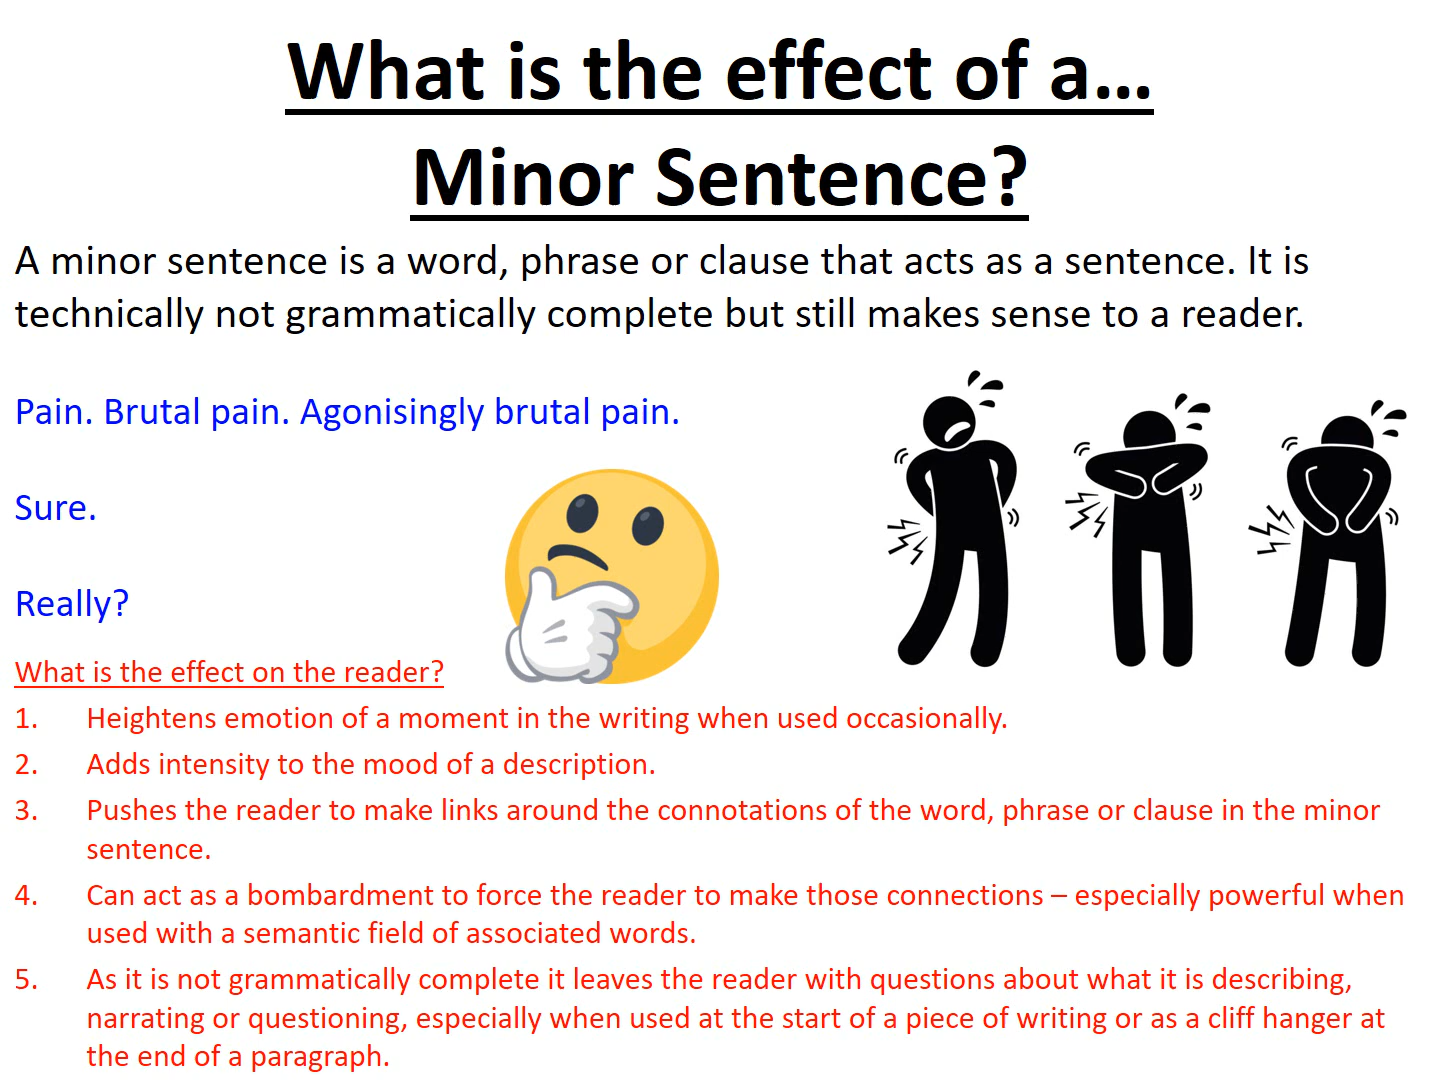 What is the effect of a...
Minor Sentence?
A minor sentence is a word, phrase or clause that acts as a sentence. It is
technically not grammatically complete but still makes sense to a reader.
Pain. Brutal pain. Agonisingly brutal pain.
Sure.
Really?
What is the effect on the reader?
1. Heightens emotion of a moment in the writing when used occasionally.
2. Adds intensity to the mood of a description.
3. Pushes the reader to make links around the connotations of the word, phrase or clause in the minor
sentence.
4. Can act as a bombardment to force the reader to make those connections – especially powerful when
used with a semantic field of associated words.
5. As it is not grammatically complete it leaves the reader with questions about what it is describing,
narrating or questioning, especially when used at the start of a piece of writing or as a cliff hanger at
the end of a paragraph.